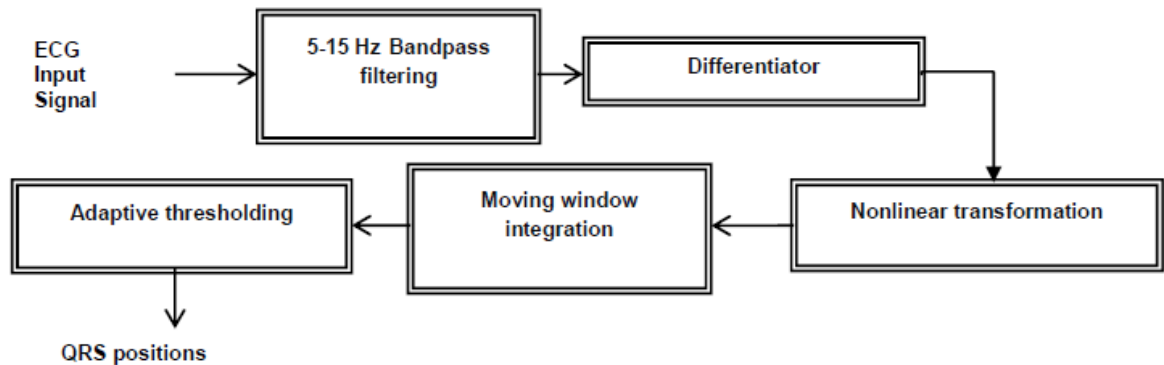 ECG
Input
Signal
5-15 Hz Bandpass
filtering
Differentiator
Nonlinear transformation
Moving window
integration
Adaptive thresholding
QRS positions